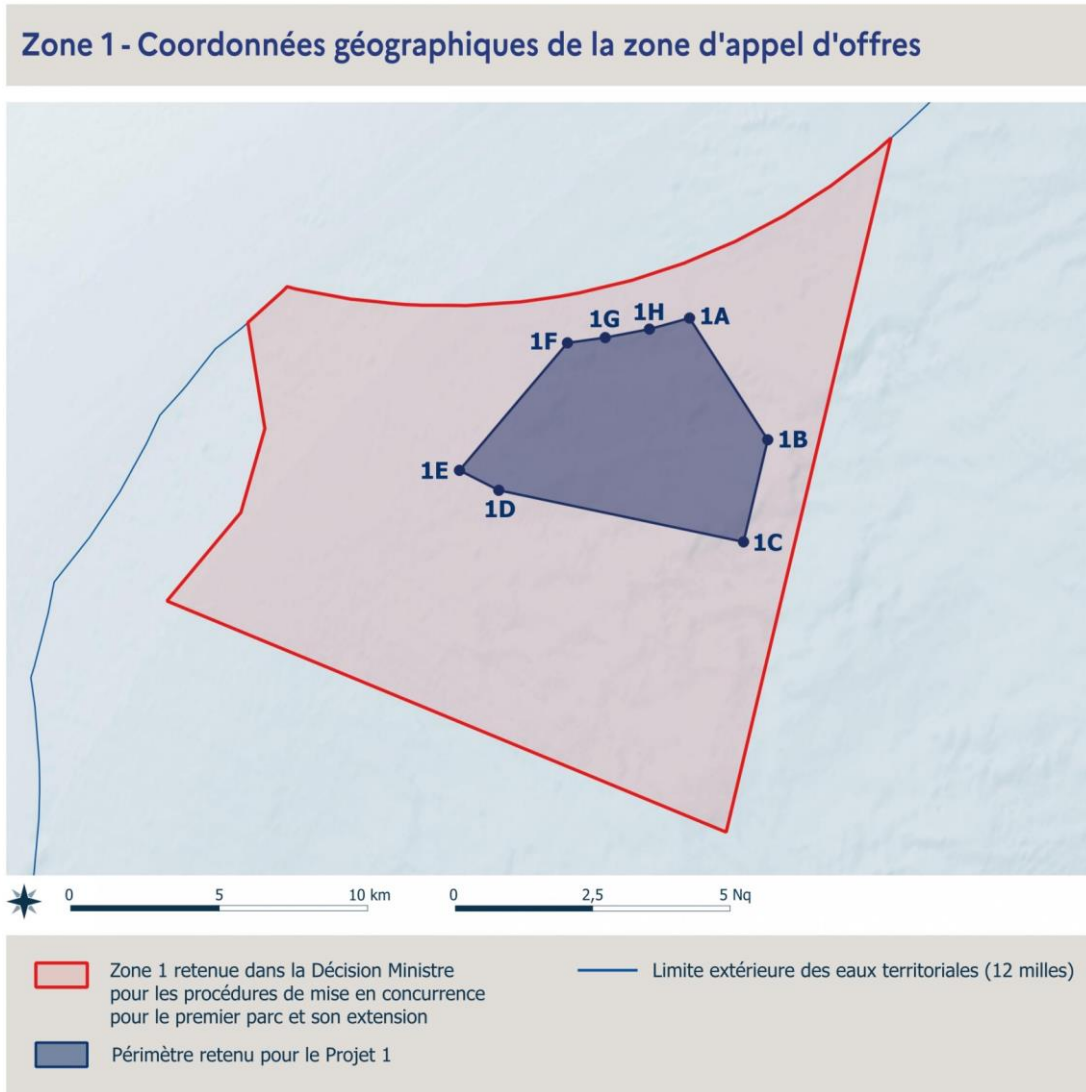 Zone 1 - Coordonnées géographiques de la zone d'appel d'offres
1A
1H
1G
1F
1B
1E
1D
1C
0 5 10 km
0 2,5 5 Nq
Zone 1 retenue dans la Décision Ministre
pour les procédures de mise en concurrence
pour le premier parc et son extension
Limite extérieure des eaux territoriales (12 milles)
Périmètre retenu pour le Projet 1